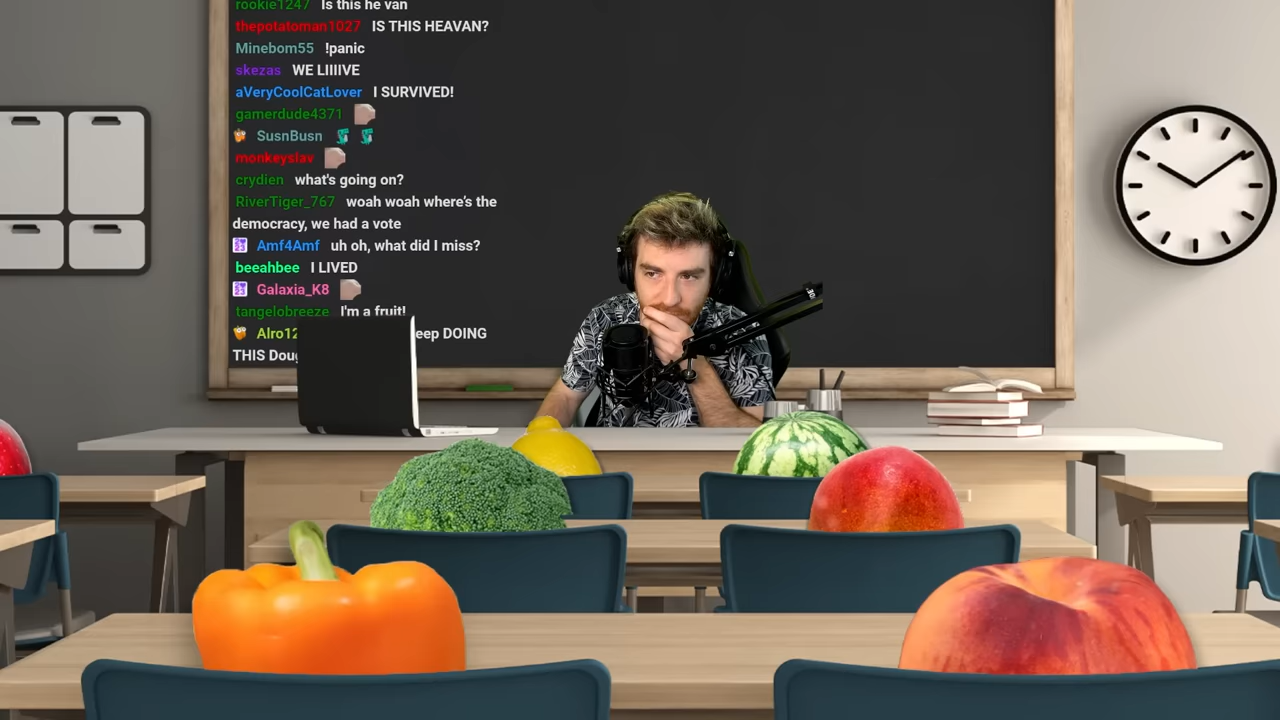 rookie1247 Is this he van
thepotatoman1027 IS THIS HEAVAN?
Minebom55 !panic
skezas WE LIIIIVE
aVeryCoolCatLover I SURVIVED!
gamerdude4371
SusnBusn
monkeyslav
crydien what's going on?
RiverTiger_767 woah woah where's the
democracy, we had a vote
Amf4Amf uh oh, what did I miss?
beeahbee I LIVED
Galaxia_K8
tangelobreeze I'm a fruit!
Alro12 eep DOING
THIS Doug